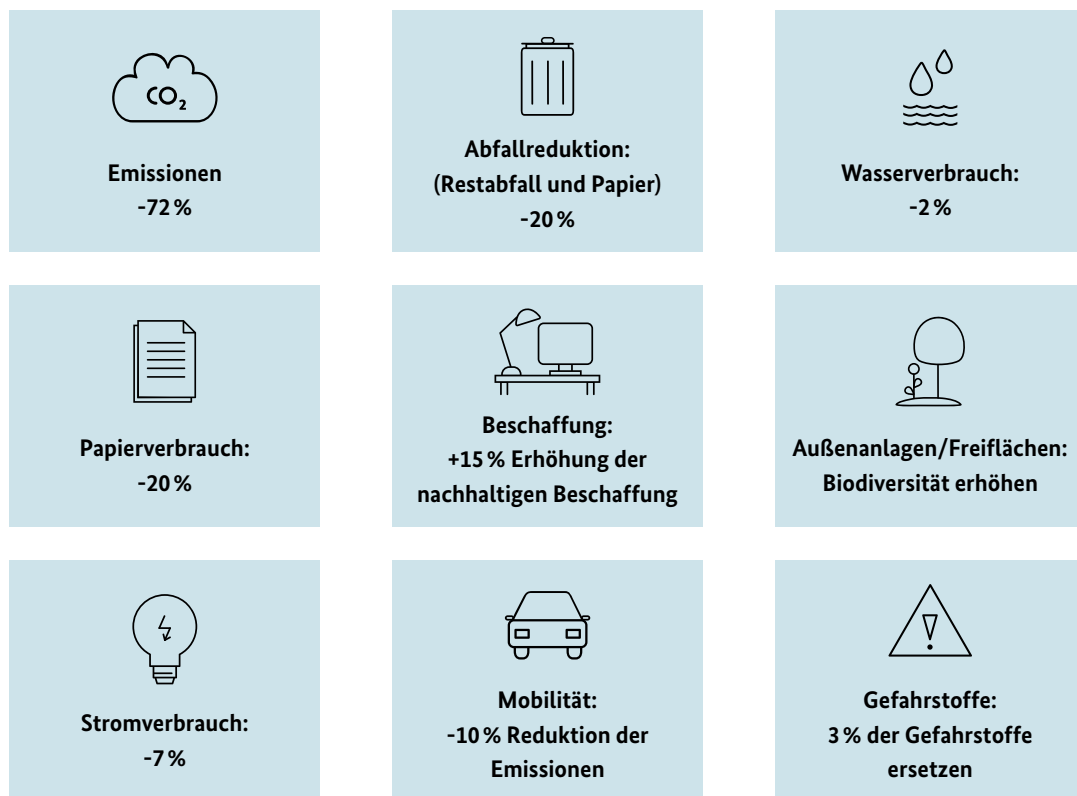 CO₂
Emissionen
-72 %
Abfallreduktion:
(Restabfall und Papier)
-20 %
Wasserverbrauch:
-2 %
Papierverbrauch:
-20 %
Beschaffung:
+15 % Erhöhung der
nachhaltigen Beschaffung
Außenanlagen/Freiflächen:
Biodiversität erhöhen
Stromverbrauch:
-7 %
Mobilität:
-10 % Reduktion der
Emissionen
Gefahrstoffe:
3 % der Gefahrstoffe
ersetzen